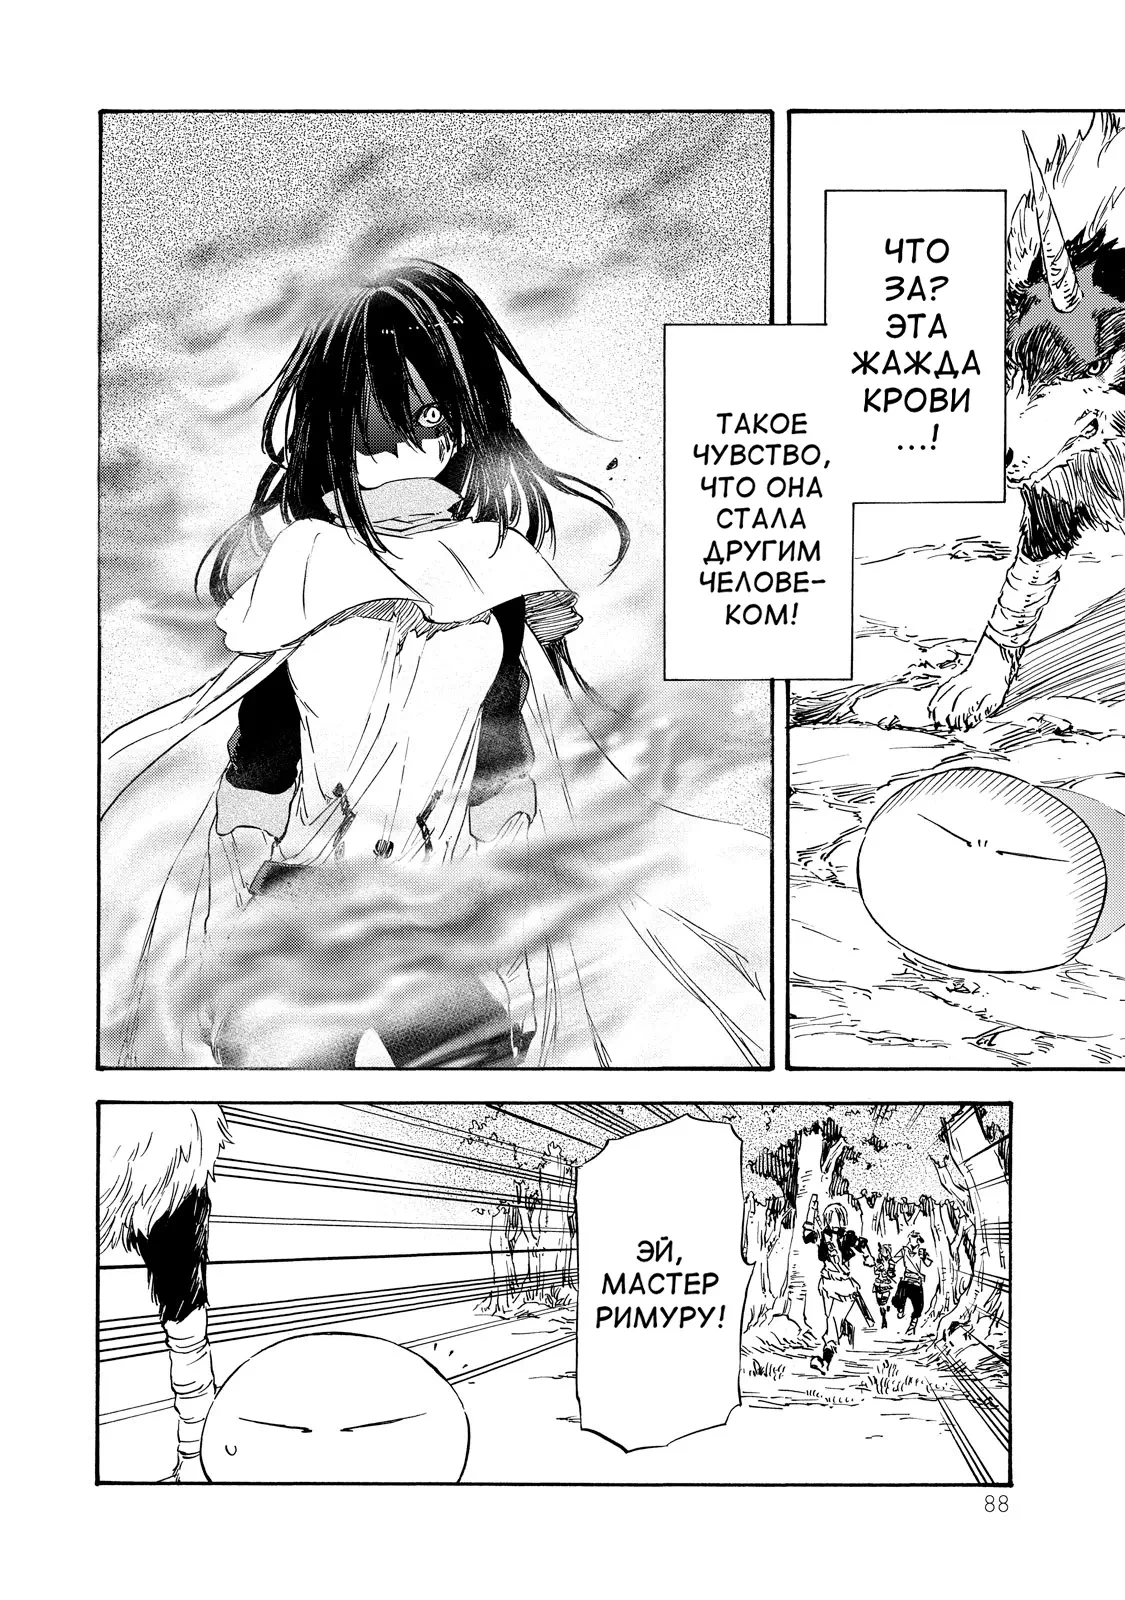 ЧТО
ЗА?
ЭТА
ЖАЖДА
КРОВИ
...!
ТАКОЕ
ЧУВСТВО,
ЧТО ОНА
СТАЛА
ДРУГИМ
ЧЕЛОВЕ-
КОМ!
ЭЙ,
МАСТЕР
РИМУРУ!
88